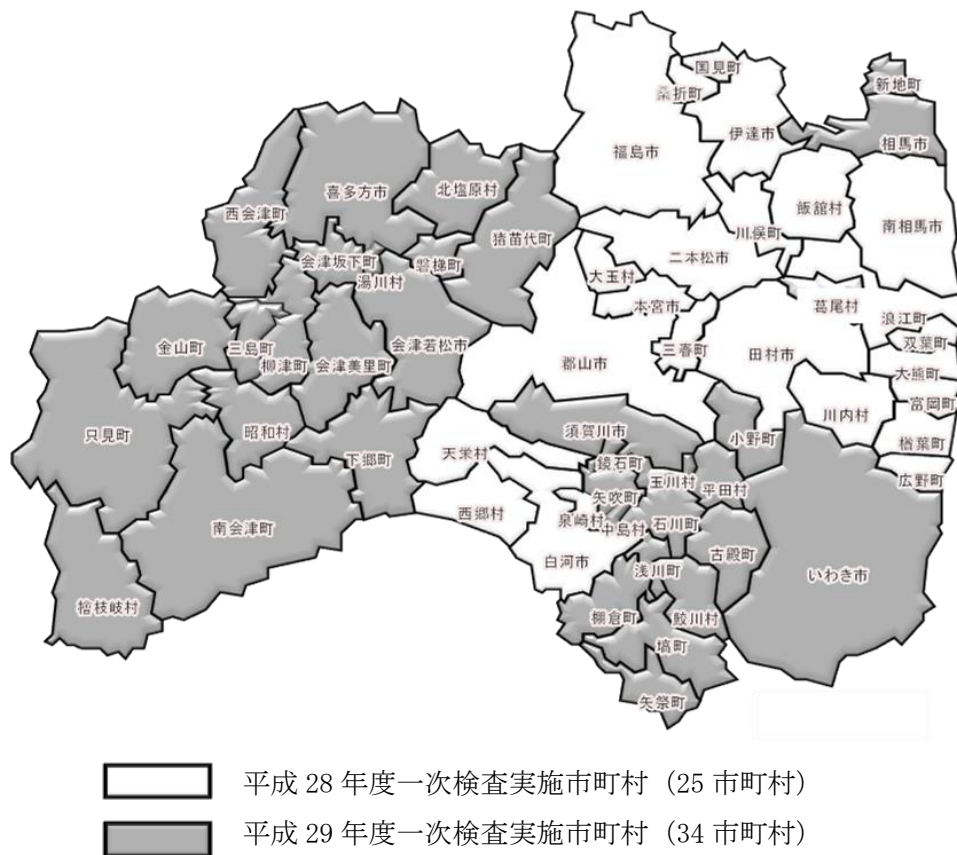 国見町
桑折町
新地町
伊達市
相馬市
福島市
喜多方市
北塩原村
飯舘村
西会津町
猪苗代町
川俣町
南相馬市
会津坂下町
磐梯町
二本松市
湯川村
大玉村
本宮市
葛尾村
浪江町
金山町
三島町
会津若松市
三春町
田村市
双葉町
柳津町
会津美里町
郡山市
大熊町
富岡町
川内村
只見町
昭和村
須賀川市
小野町
楢葉町
下郷町
天栄村
鏡石町
玉川村
平田村
広野町
矢吹町
西郷村
泉崎村
中島村
石川町
南会津町
白河市
古殿町
浅川町
いわき市
檜枝岐村
棚倉町
鮫川村
塙町
矢祭町
平成 28 年度一次検査実施市町村（25 市町村）
平成 29 年度一次検査実施市町村（34 市町村）